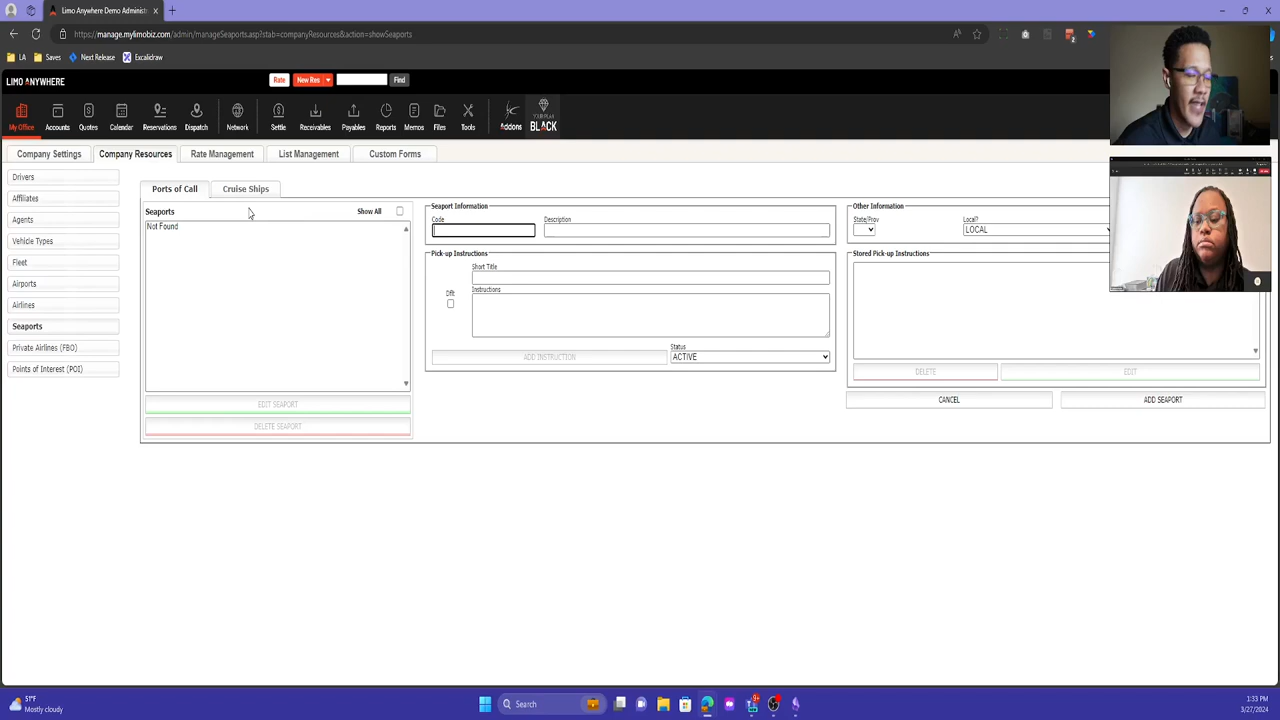 Limo Anywhere Demo Administr
https://manage.mylimobiz.com/admin/manageSeaports.asp?stab=companyResources&action=showSeaports
LA
Saves
Next Release
Excalidraw
LIMO ANYWHERE
Rate
New Res
Find
My Office
Accounts
Quotes
Calendar
Reservations
Dispatch
Network
Settle
Receivables
Payables
Reports
Memos
Files
Tools
Addons
BLACK
Company Settings
Company Resources
Rate Management
List Management
Custom Forms
Drivers
Affiliates
Agents
Vehicle Types
Fleet
Airports
Airlines
Seaports
Private Airlines (FBO)
Points of Interest (POI)
Ports of Call
Cruise Ships
Seaports
Show All
Not Found
EDIT SEAPORT
DELETE SEAPORT
Seaport Information
Code
Description
Pick-up Instructions
Short Title
Dflt
Instructions
ADD INSTRUCTION
Status
ACTIVE
Other Information
State/Prov
Local?
LOCAL
Stored Pick-up Instructions
DELETE
EDIT
CANCEL
ADD SEAPORT
51°F
Mostly cloudy
Search
1:33 PM
3/27/2024